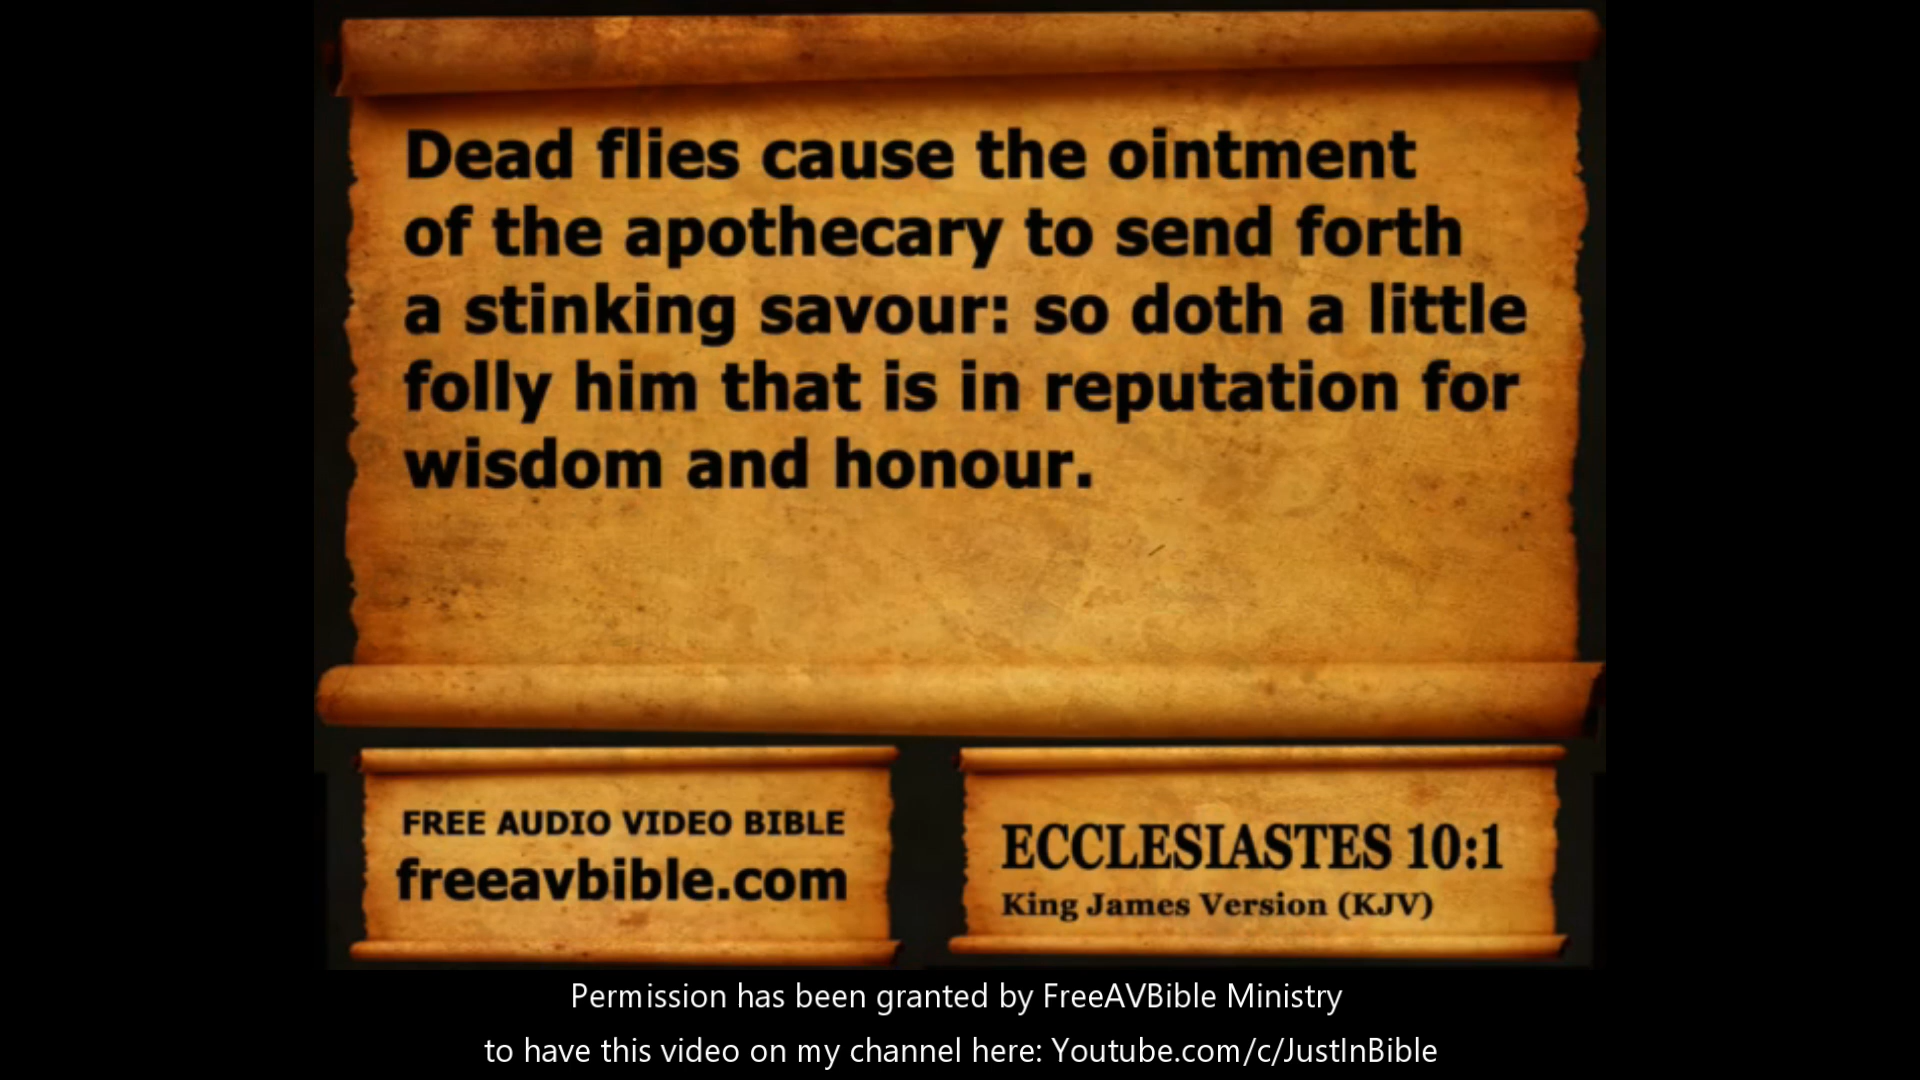 Dead flies cause the ointment
of the apothecary to send forth
a stinking savour: so doth a little
folly him that is in reputation for
wisdom and honour.
FREE AUDIO VIDEO BIBLE
freeavbible.com
ECCLESIASTES 10:1
King James Version (KJV)
Permission has been granted by FreeAVBible Ministry
to have this video on my channel here: Youtube.com/c/JustInBible